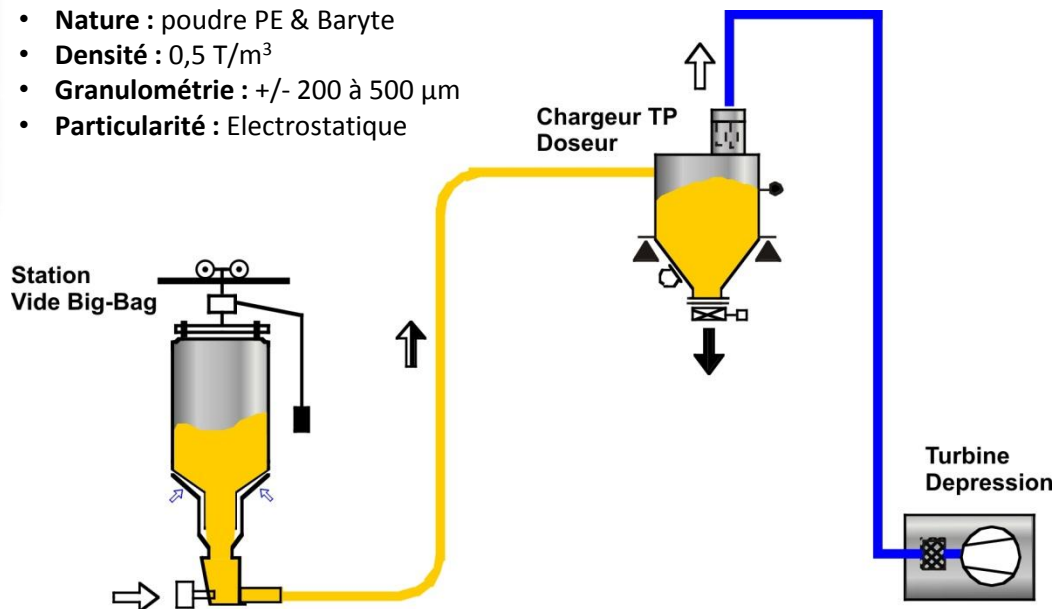 • Nature : poudre PE & Baryte
• Densité : 0,5 T/m³
• Granulométrie : +/- 200 à 500 µm
• Particularité : Electrostatique
Chargeur TP
Doseur
Station
Vide Big-Bag
Turbine
Depression